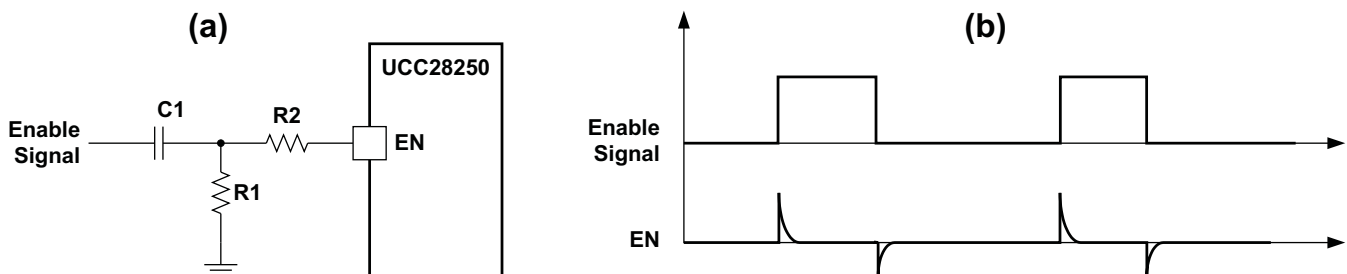 (a)
UCC28250
C1
R2
Enable
Signal
EN
R1
(b)
Enable
Signal
EN